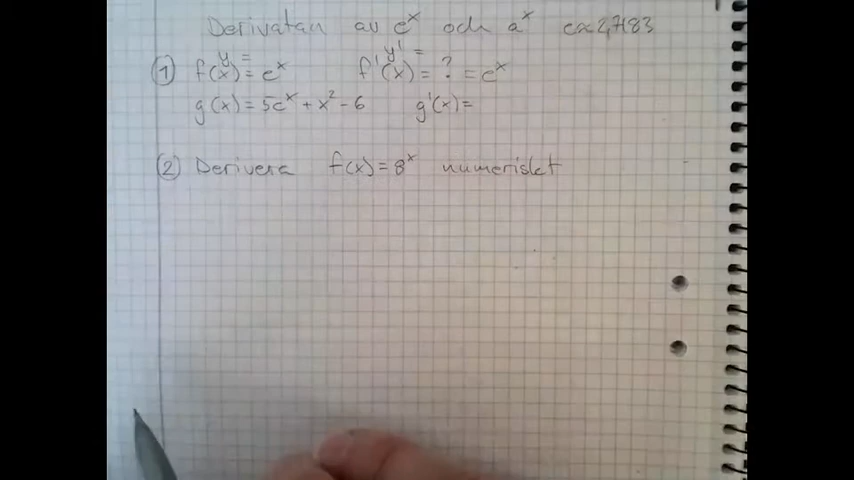 Derivatan av e^x och a^x e≈2,7183
y = y' =
① f(x) = e^x f'(x) = ? = e^x
g(x) = 5e^x + x² - 6 g'(x) =
② Derivera f(x) = 8^x numeriskt